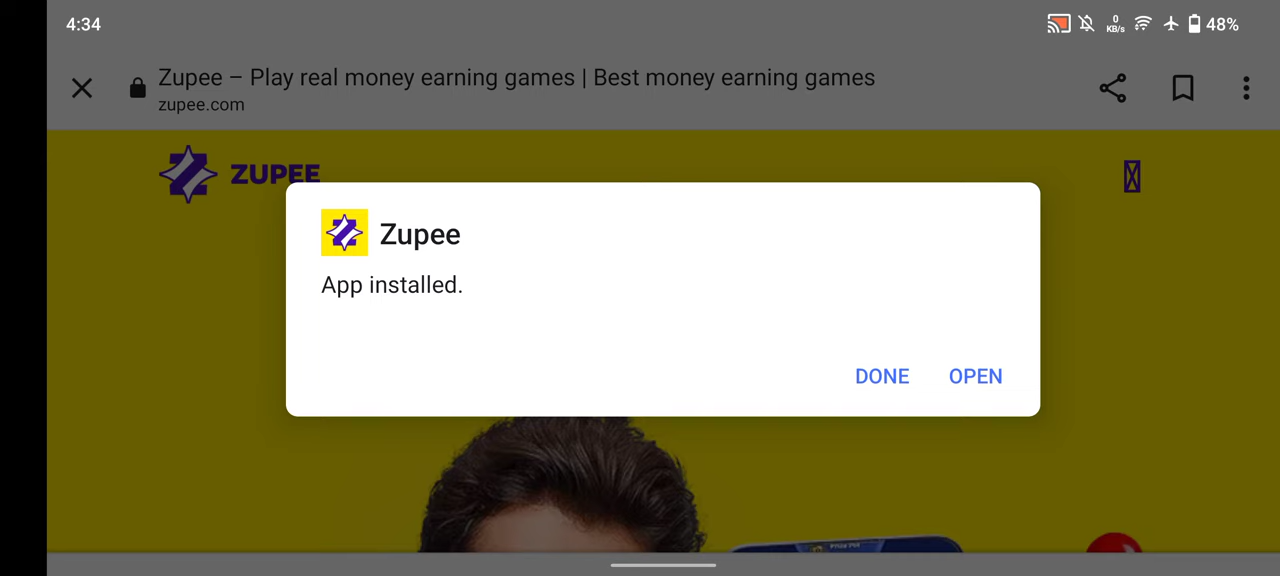 4:34
0
KB/s
48%
Zupee – Play real money earning games | Best money earning games
zupee.com
ZUPEE
Zupee
App installed.
DONE OPEN